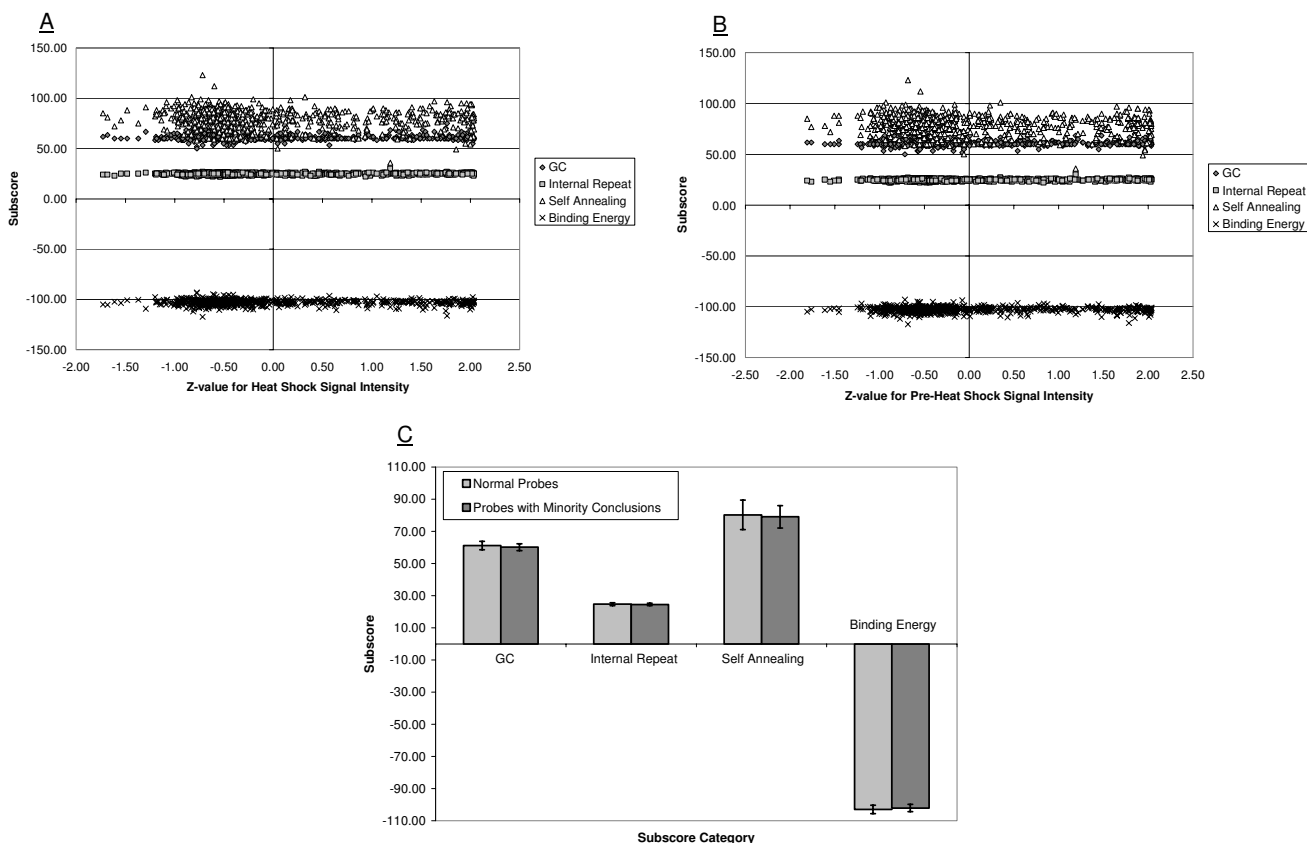 A
150.00
100.00
50.00
0.00
-50.00
-100.00
-150.00
Subscore
-2.00 -1.50 -1.00 -0.50 0.00 0.50 1.00 1.50 2.00 2.50
Z-value for Heat Shock Signal Intensity
GC
Internal Repeat
Self Annealing
Binding Energy
B
150.00
100.00
50.00
0.00
-50.00
-100.00
-150.00
Subscore
-2.50 -2.00 -1.50 -1.00 -0.50 0.00 0.50 1.00 1.50 2.00 2.50
Z-value for Pre-Heat Shock Signal Intensity
GC
Internal Repeat
Self Annealing
Binding Energy
C
110.00
90.00
70.00
50.00
30.00
10.00
-10.00
-30.00
-50.00
-70.00
-90.00
-110.00
Subscore
Normal Probes
Probes with Minority Conclusions
GC
Internal Repeat
Self Annealing
Binding Energy
Subscore Category